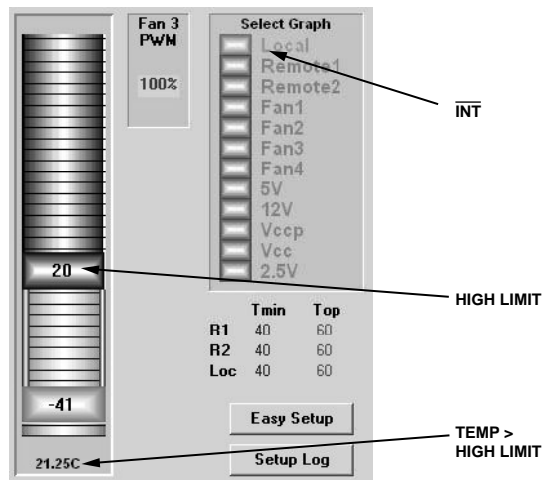 Fan 3
PWM
100%
Select Graph
Local
Remote1
Remote2
Fan1
Fan2
Fan3
Fan4
5V
12V
Vccp
Vcc
2.5V
INT
20
HIGH LIMIT
Tmin Top
R1 40 60
R2 40 60
Loc 40 60
-41
Easy Setup
21.25C
Setup Log
TEMP >
HIGH LIMIT